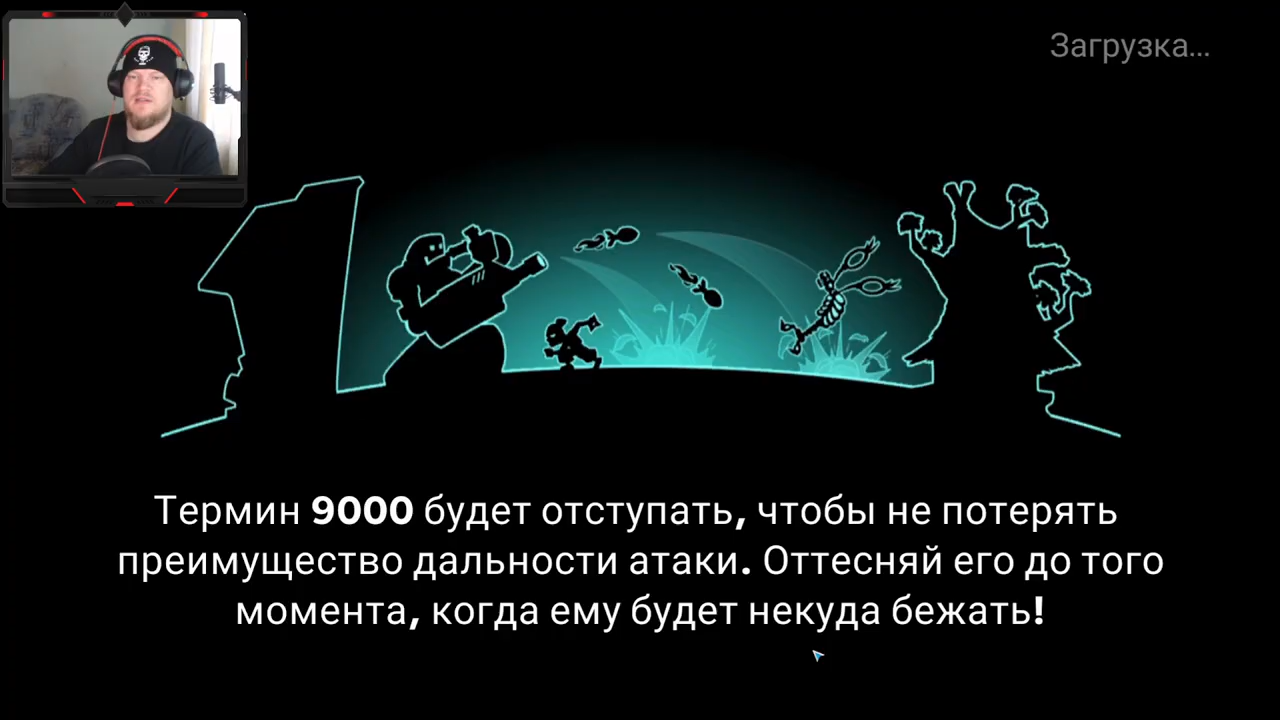 Загрузка...
Термин 9000 будет отступать, чтобы не потерять
преимущество дальности атаки. Оттесняй его до того
момента, когда ему будет некуда бежать!